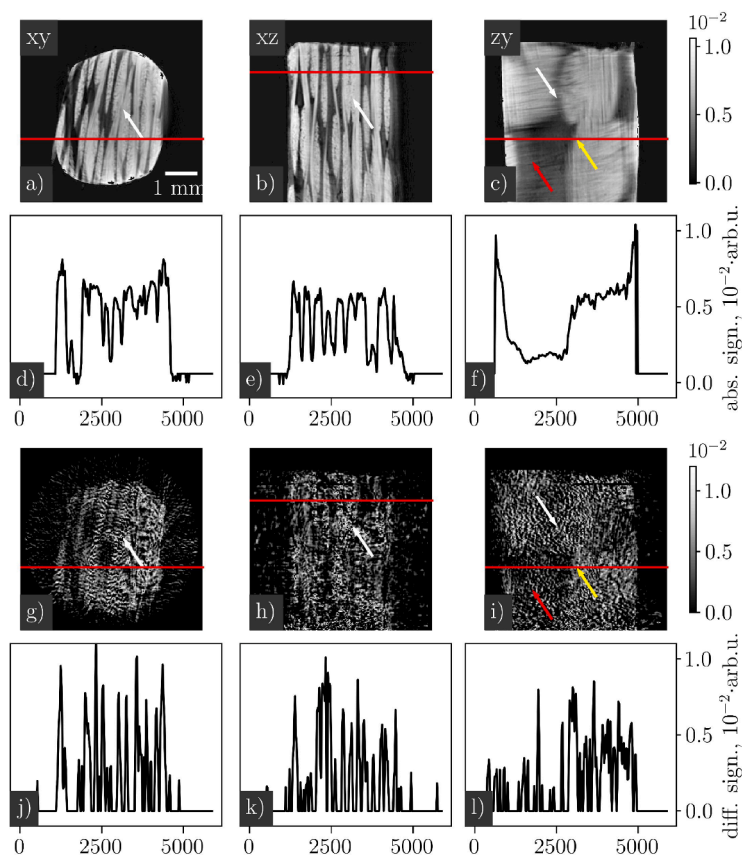 xy
xz
zy
10⁻²
1.0
0.5
0.0
a)
1 mm
b)
c)
d)
e)
f)
1.0
0.5
0.0
abs. sign., 10⁻²·arb.u.
0 2500 5000
0 2500 5000
0 2500 5000
10⁻²
1.0
0.5
0.0
g)
h)
i)
j)
k)
l)
1.0
0.5
0.0
diff. sign., 10⁻²·arb.u.
0 2500 5000
0 2500 5000
0 2500 5000